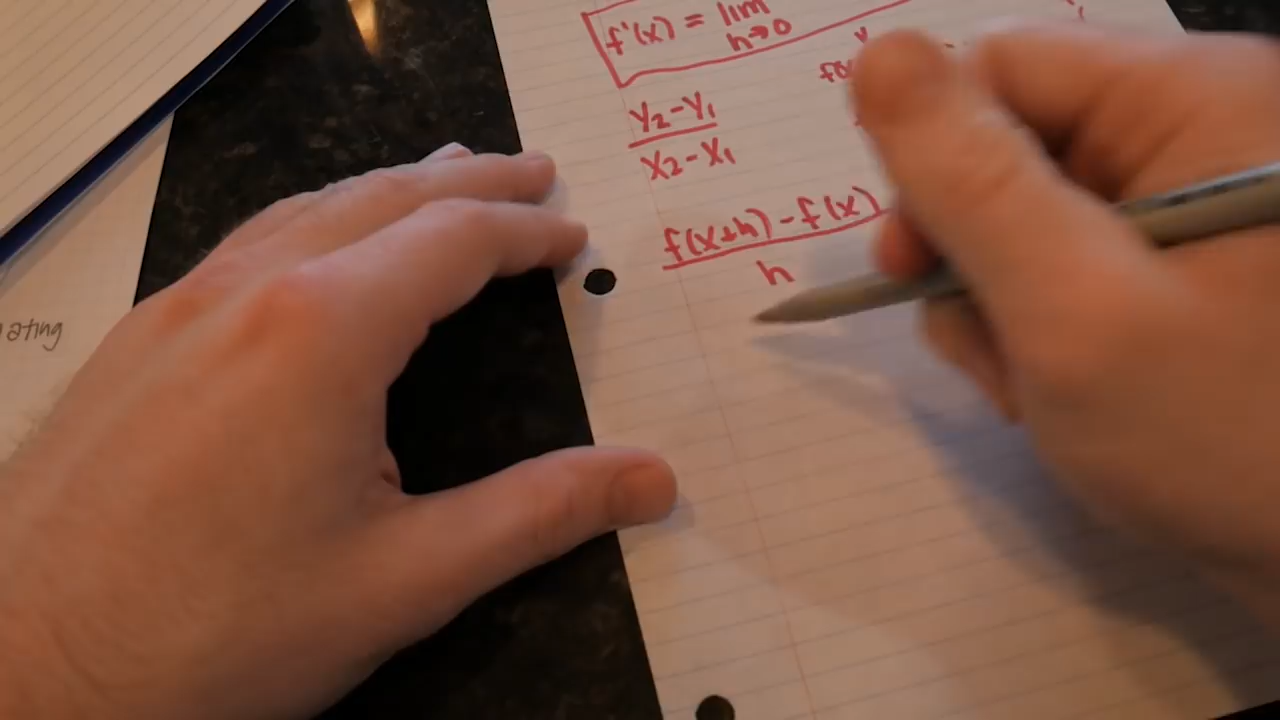 f'(x) = lim
h→0
Y₂-Y₁
X₂-X₁
f(x+h)-f(x)
h
ating